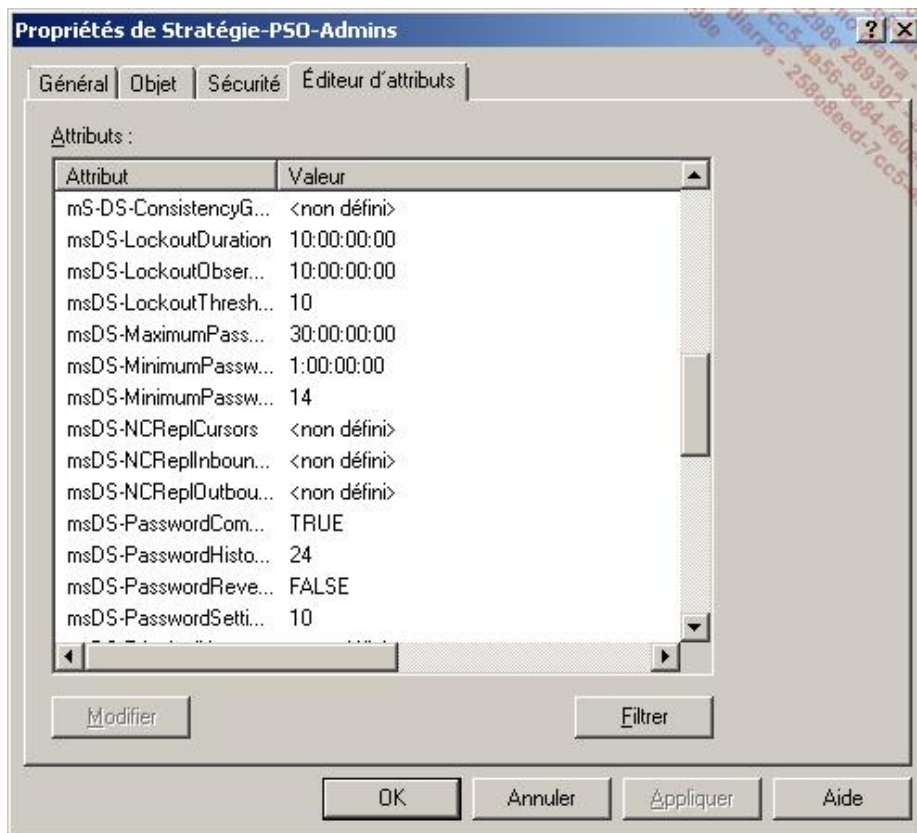 Propriétés de Stratégie-PSO-Admins
Général Objet Sécurité Éditeur d'attributs
Attributs :
Attribut Valeur
mS-DS-ConsistencyG... <non défini>
msDS-LockoutDuration 10:00:00:00
msDS-LockoutObser... 10:00:00:00
msDS-LockoutThresh... 10
msDS-MaximumPass... 30:00:00:00
msDS-MinimumPassw... 1:00:00:00
msDS-MinimumPassw... 14
msDS-NCReplCursors <non défini>
msDS-NCReplInboun... <non défini>
msDS-NCReplOutbou... <non défini>
msDS-PasswordCom... TRUE
msDS-PasswordHisto... 24
msDS-PasswordReve... FALSE
msDS-PasswordSetti... 10
Modifier Filtrer
OK Annuler Appliquer Aide